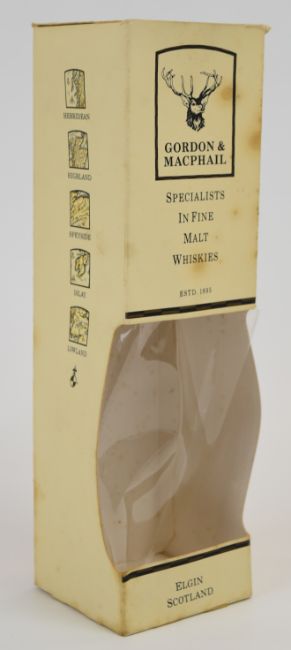 HEBRIDEAN
HIGHLAND
SPEYSIDE
ISLAY
LOWLAND
GORDON &
MACPHAIL
SPECIALISTS
IN FINE
MALT
WHISKIES
ESTD. 1895
ELGIN
SCOTLAND